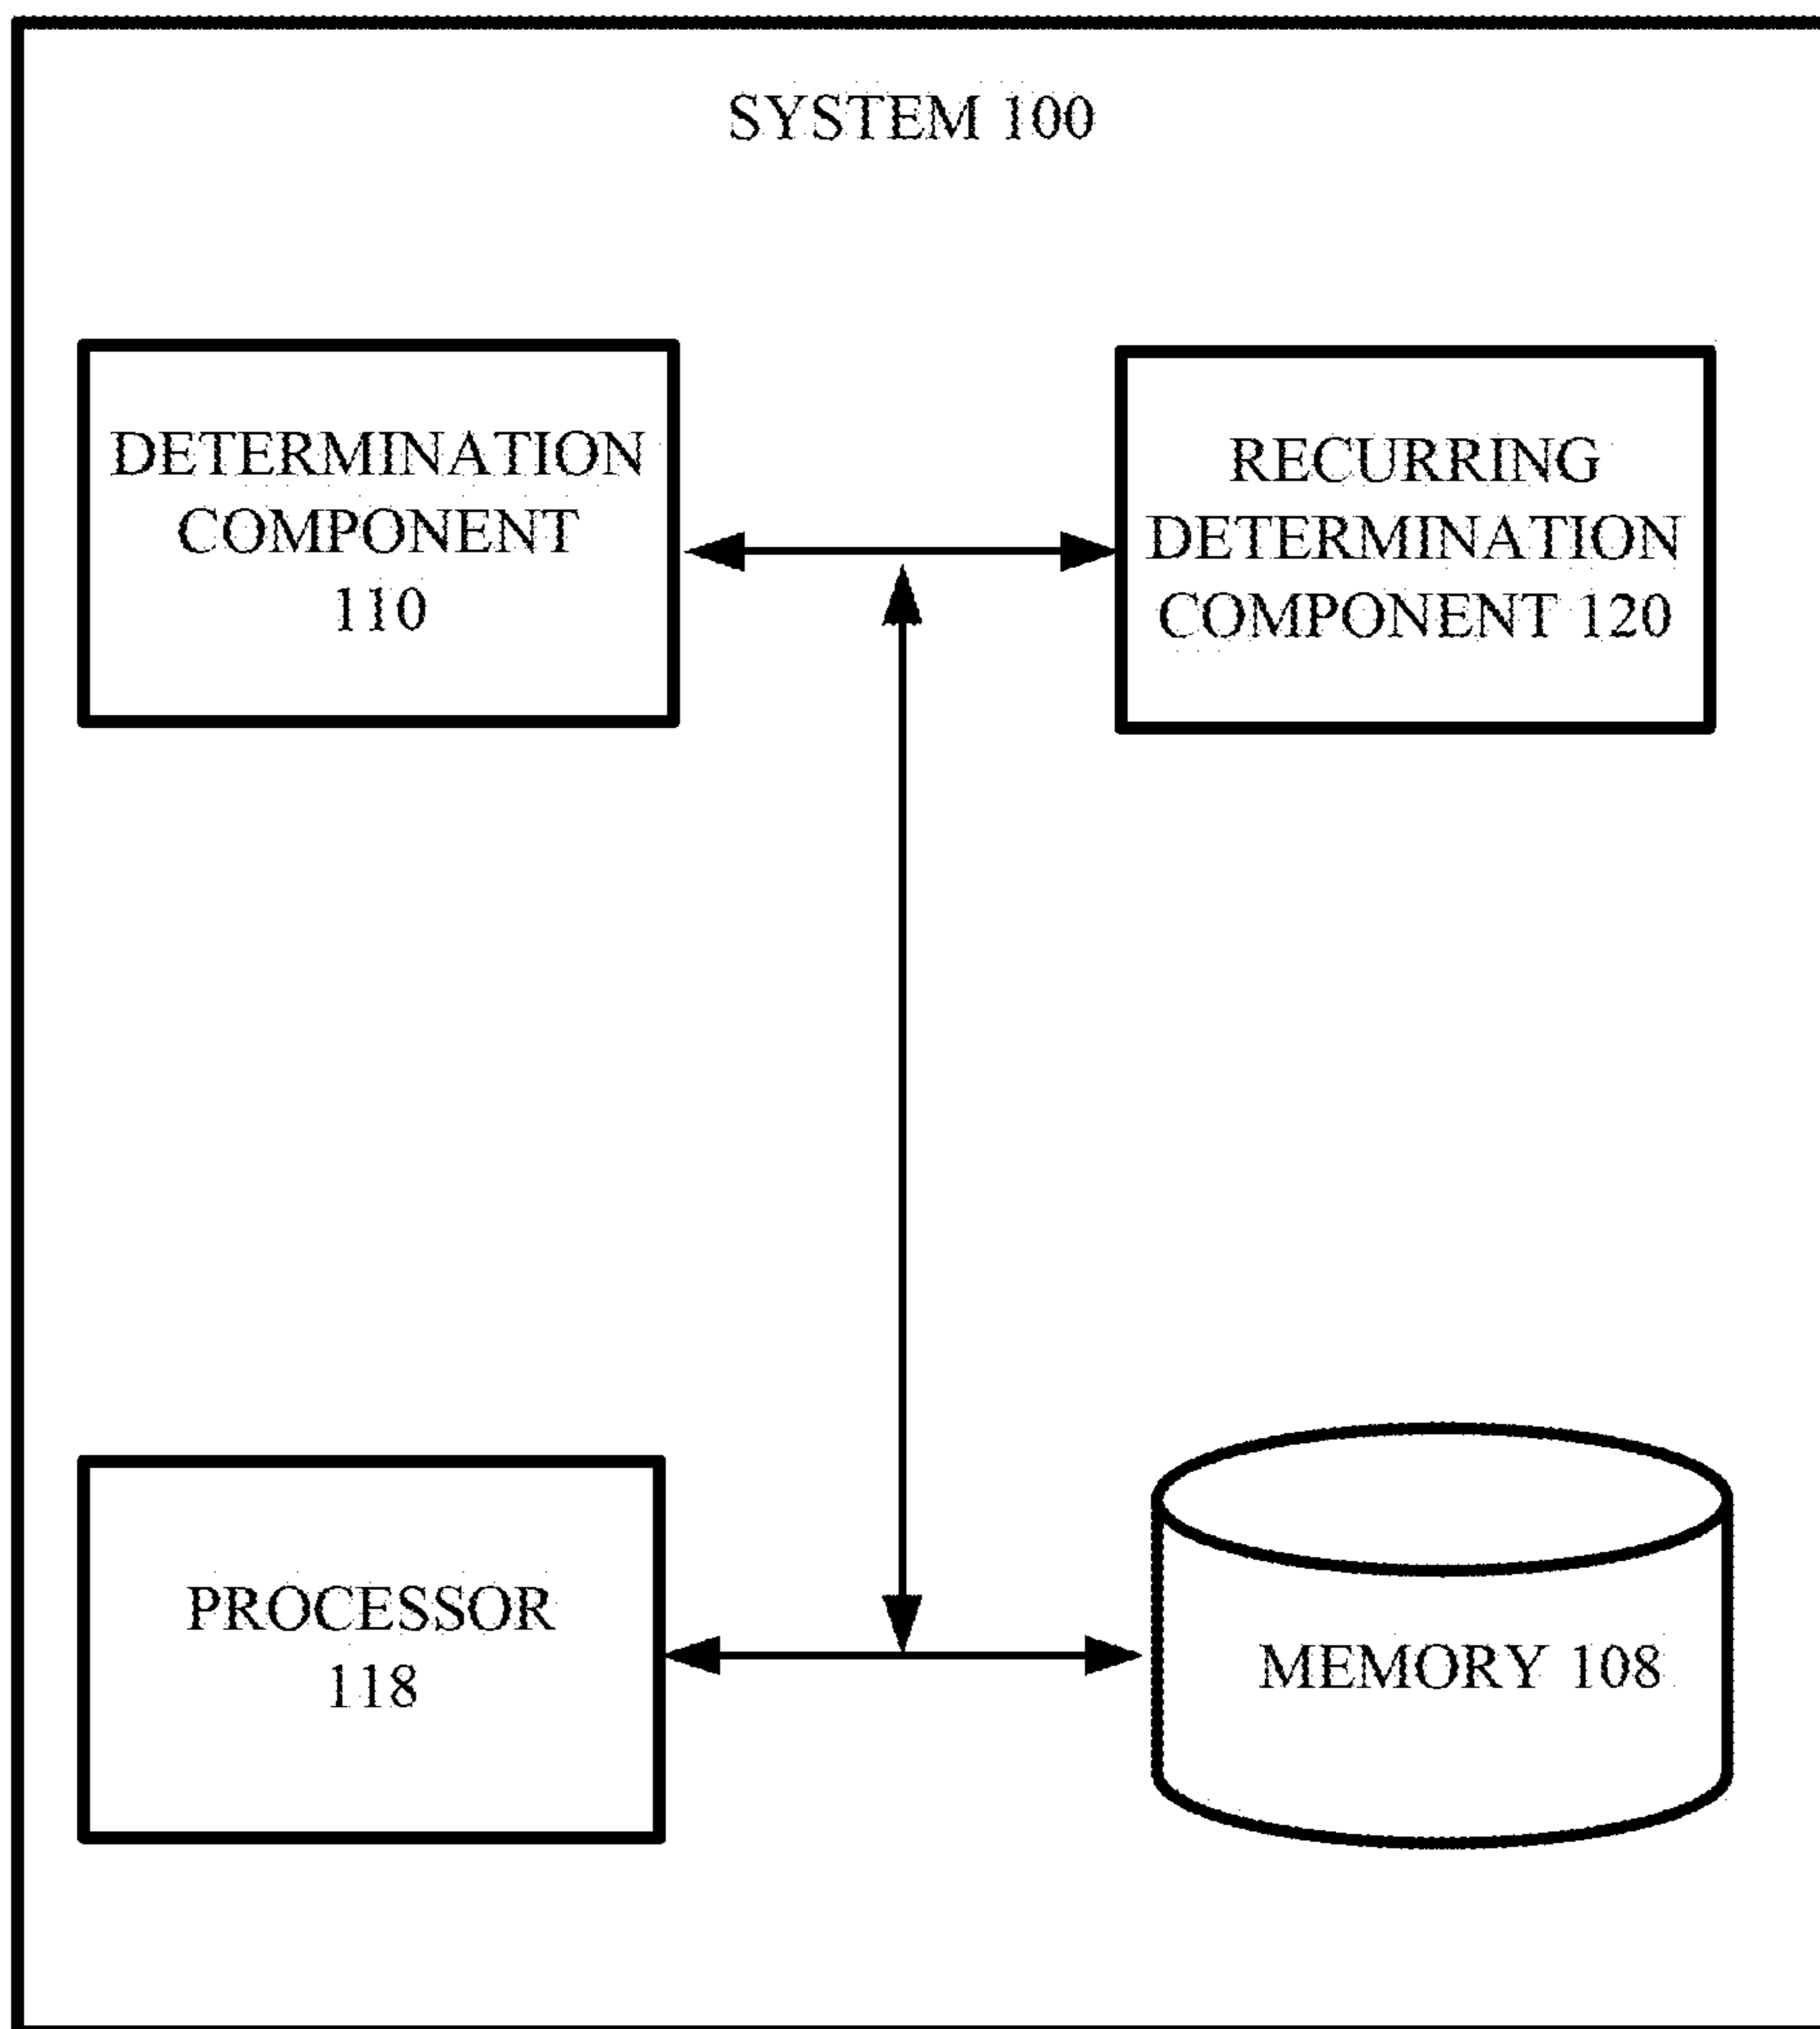 SYSTEM 100
DETERMINATION
COMPONENT
110
RECURRING
DETERMINATION
COMPONENT 120
PROCESSOR
118
MEMORY 108